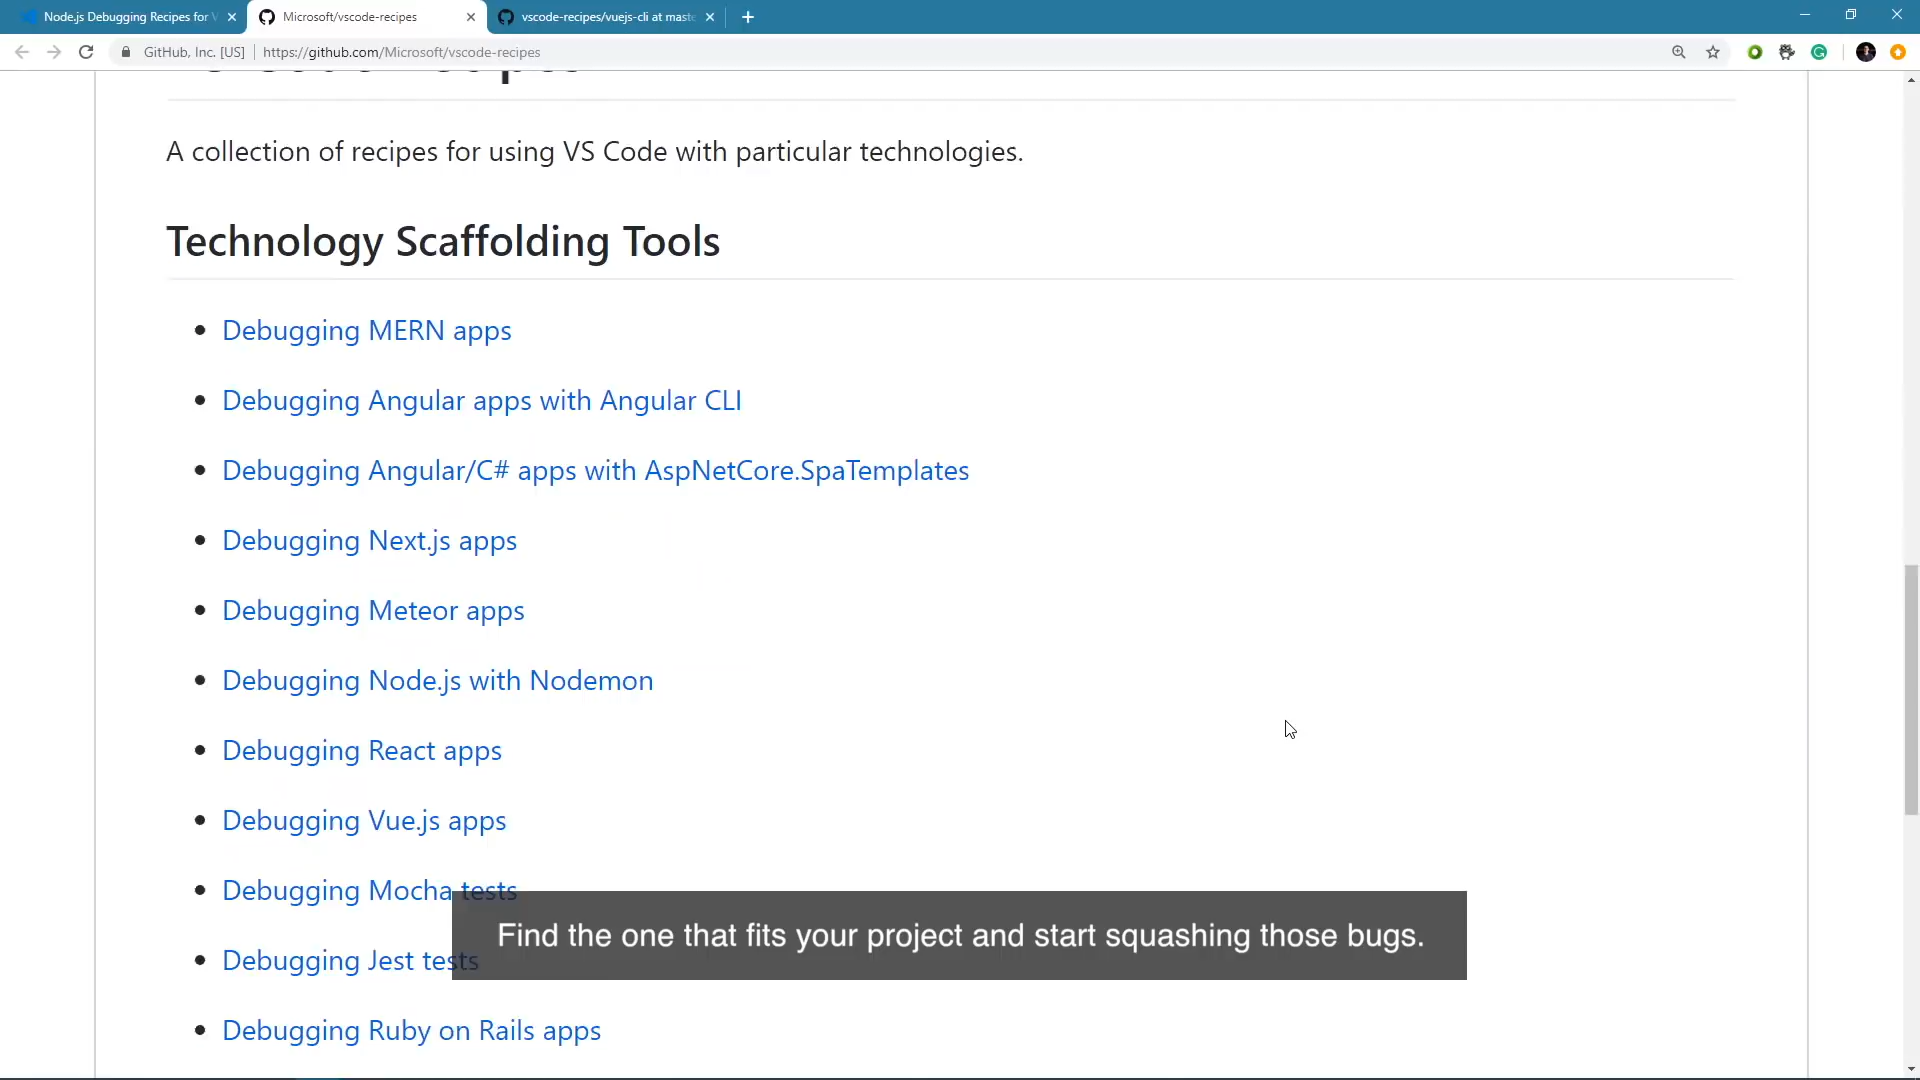 Node.js Debugging Recipes for V
Microsoft/vscode-recipes
vscode-recipes/vuejs-cli at maste
GitHub, Inc. [US]
https://github.com/Microsoft/vscode-recipes
A collection of recipes for using VS Code with particular technologies.
Technology Scaffolding Tools
Debugging MERN apps
Debugging Angular apps with Angular CLI
Debugging Angular/C# apps with AspNetCore.SpaTemplates
Debugging Next.js apps
Debugging Meteor apps
Debugging Node.js with Nodemon
Debugging React apps
Debugging Vue.js apps
Debugging Mocha tests
Find the one that fits your project and start squashing those bugs.
Debugging Jest tests
Debugging Ruby on Rails apps